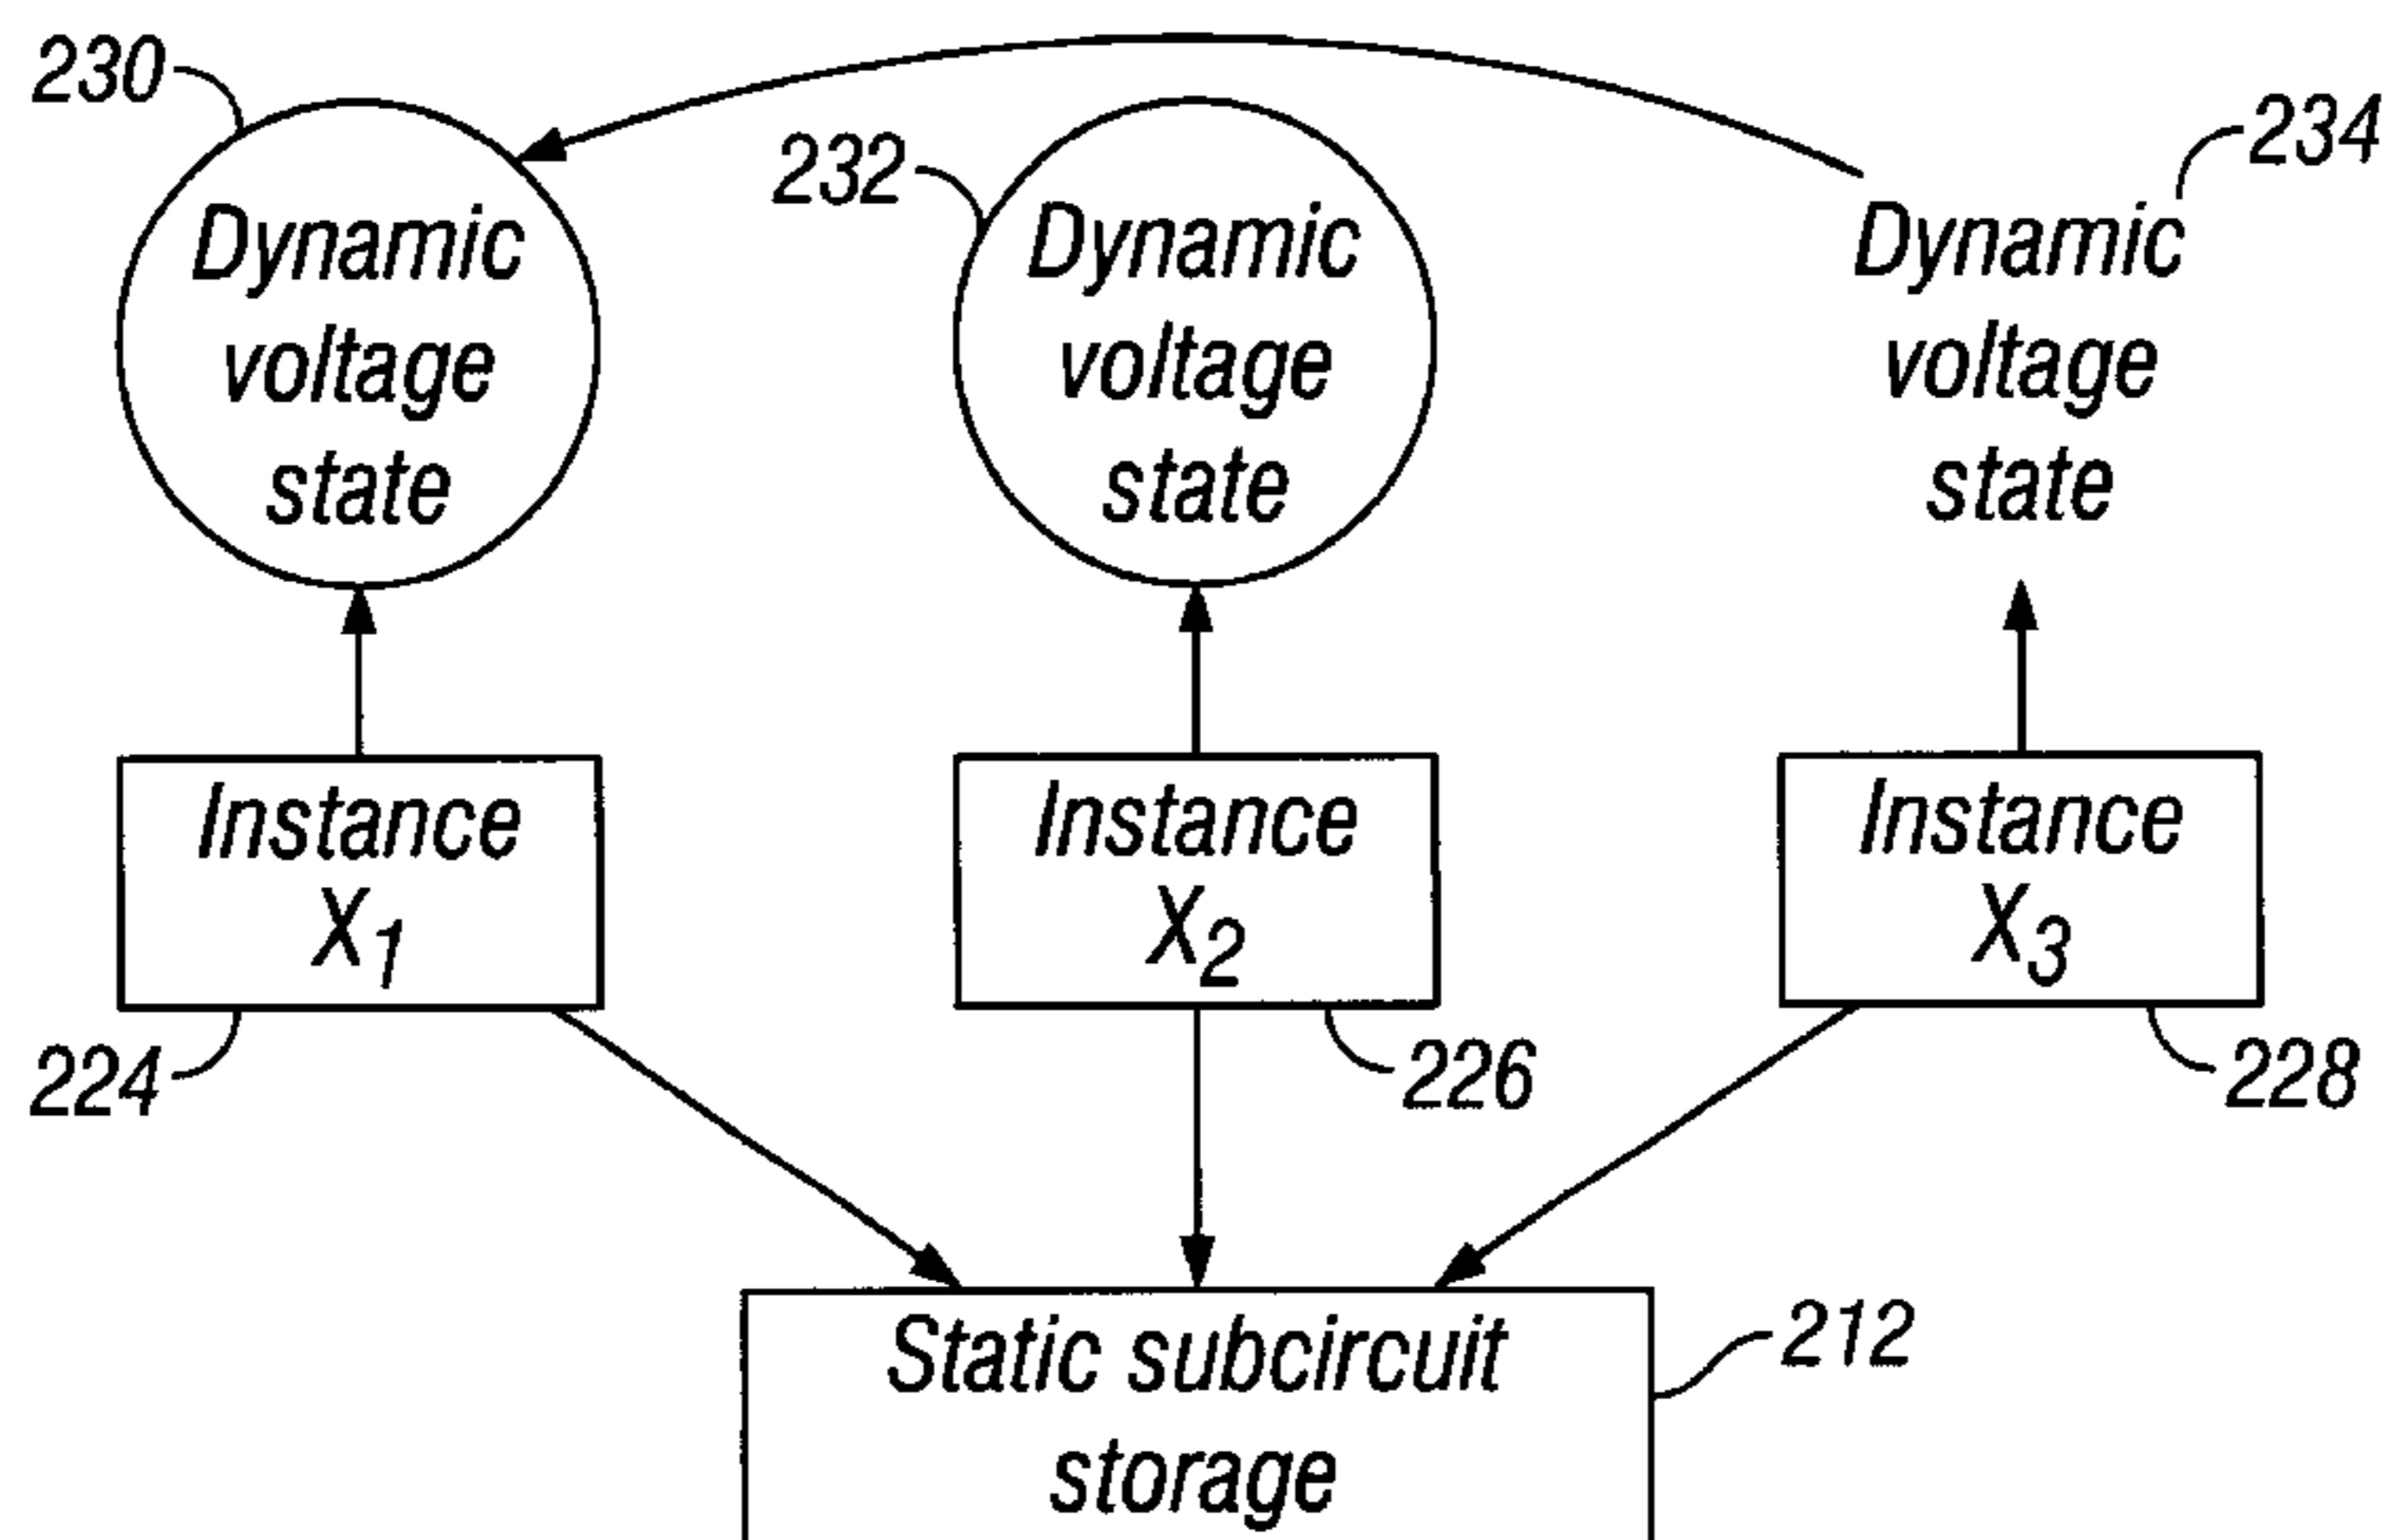 230
Dynamic
voltage
state
232
Dynamic
voltage
state
234
Dynamic
voltage
state
Instance
X1
224
Instance
X2
226
Instance
X3
228
Static subcircuit
storage
212